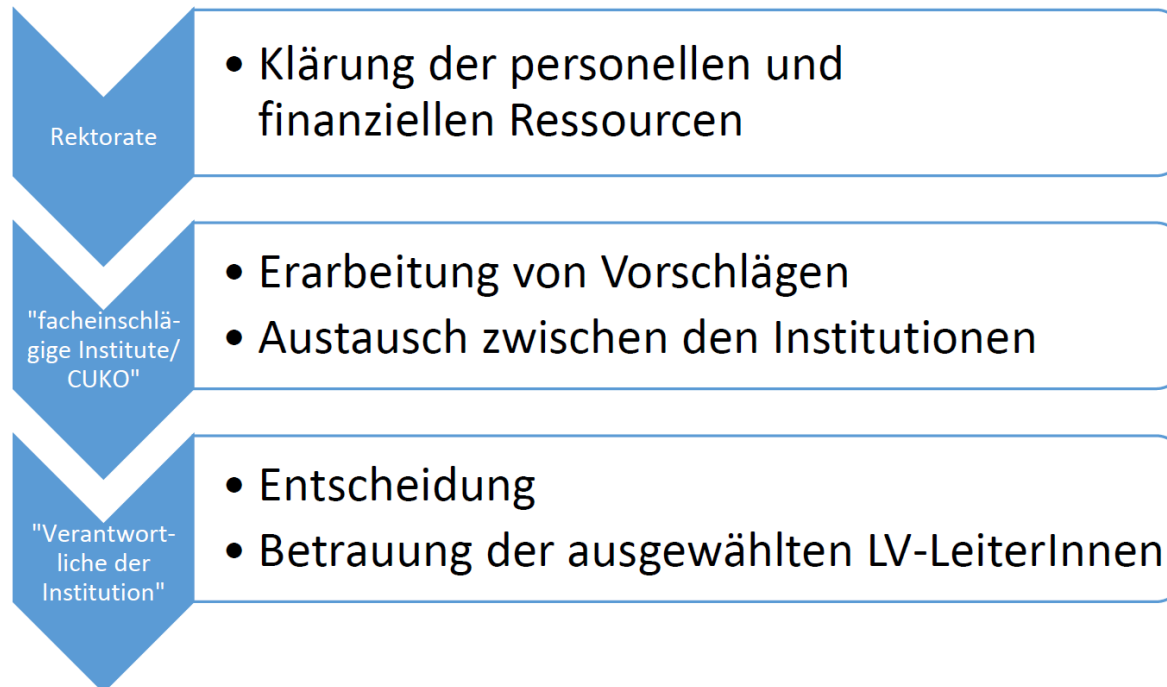 Rektorate
• Klärung der personellen und
finanziellen Ressourcen
"facheinschlä-
gige Institute/
CUKO"
• Erarbeitung von Vorschlägen
• Austausch zwischen den Institutionen
"Verantwort-
liche der
Institution"
• Entscheidung
• Betrauung der ausgewählten LV-LeiterInnen